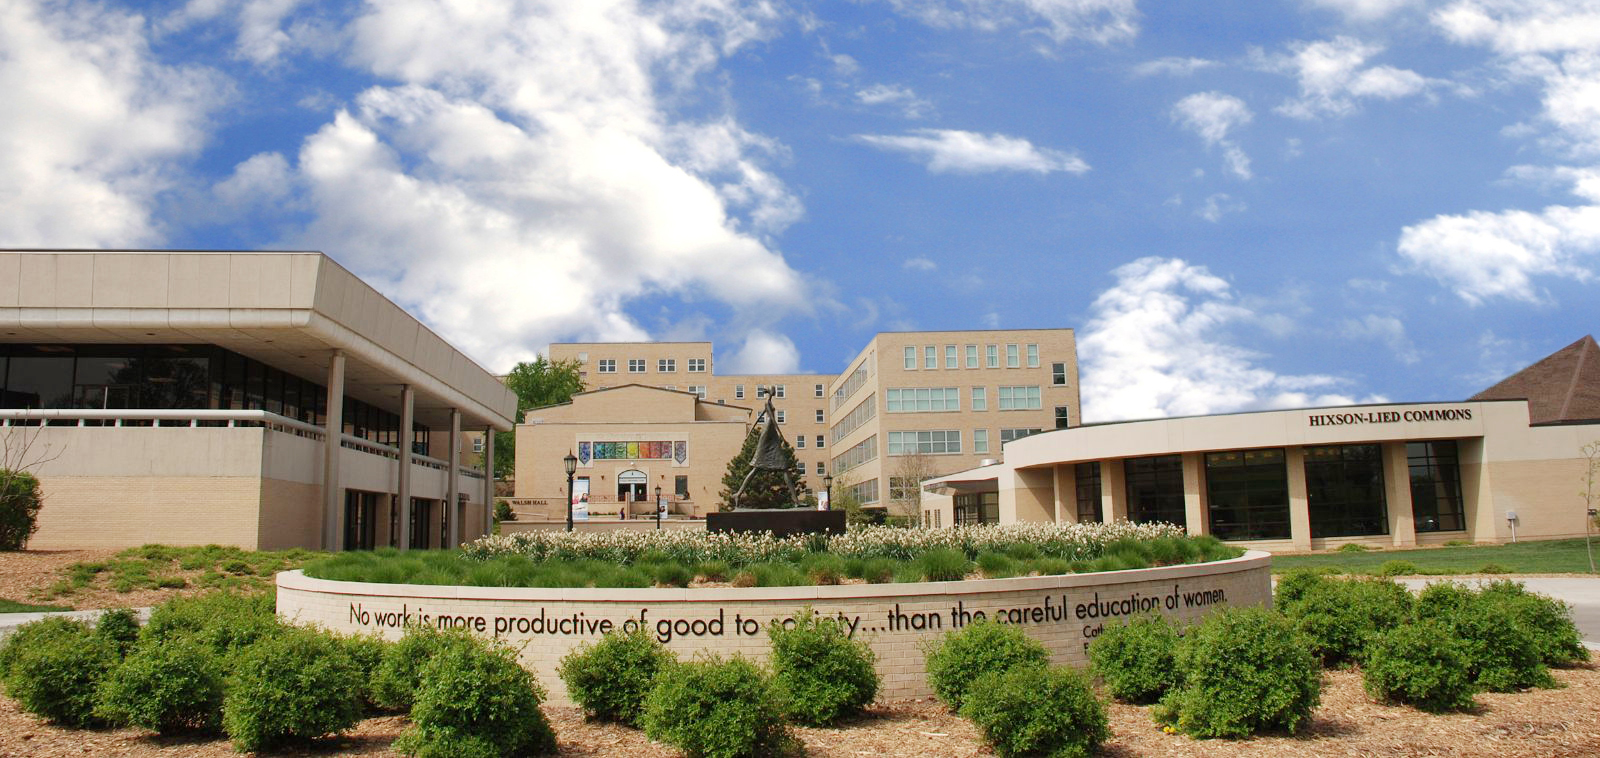 HIXSON-LIED COMMONS
WALSH HALL
No work is more productive of good to society...than the careful education of women.